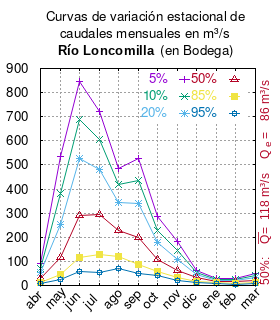 Curvas de variación estacional de
caudales mensuales en m³/s
Río Loncomilla (en Bodega)
900
800
700
600
500
400
300
200
100
0
5% 50%
10% 85%
20% 95%
abr may jun jul ago sep oct nov dic ene feb mar
50%: Q= 118 m³/s Qe= 86 m³/s